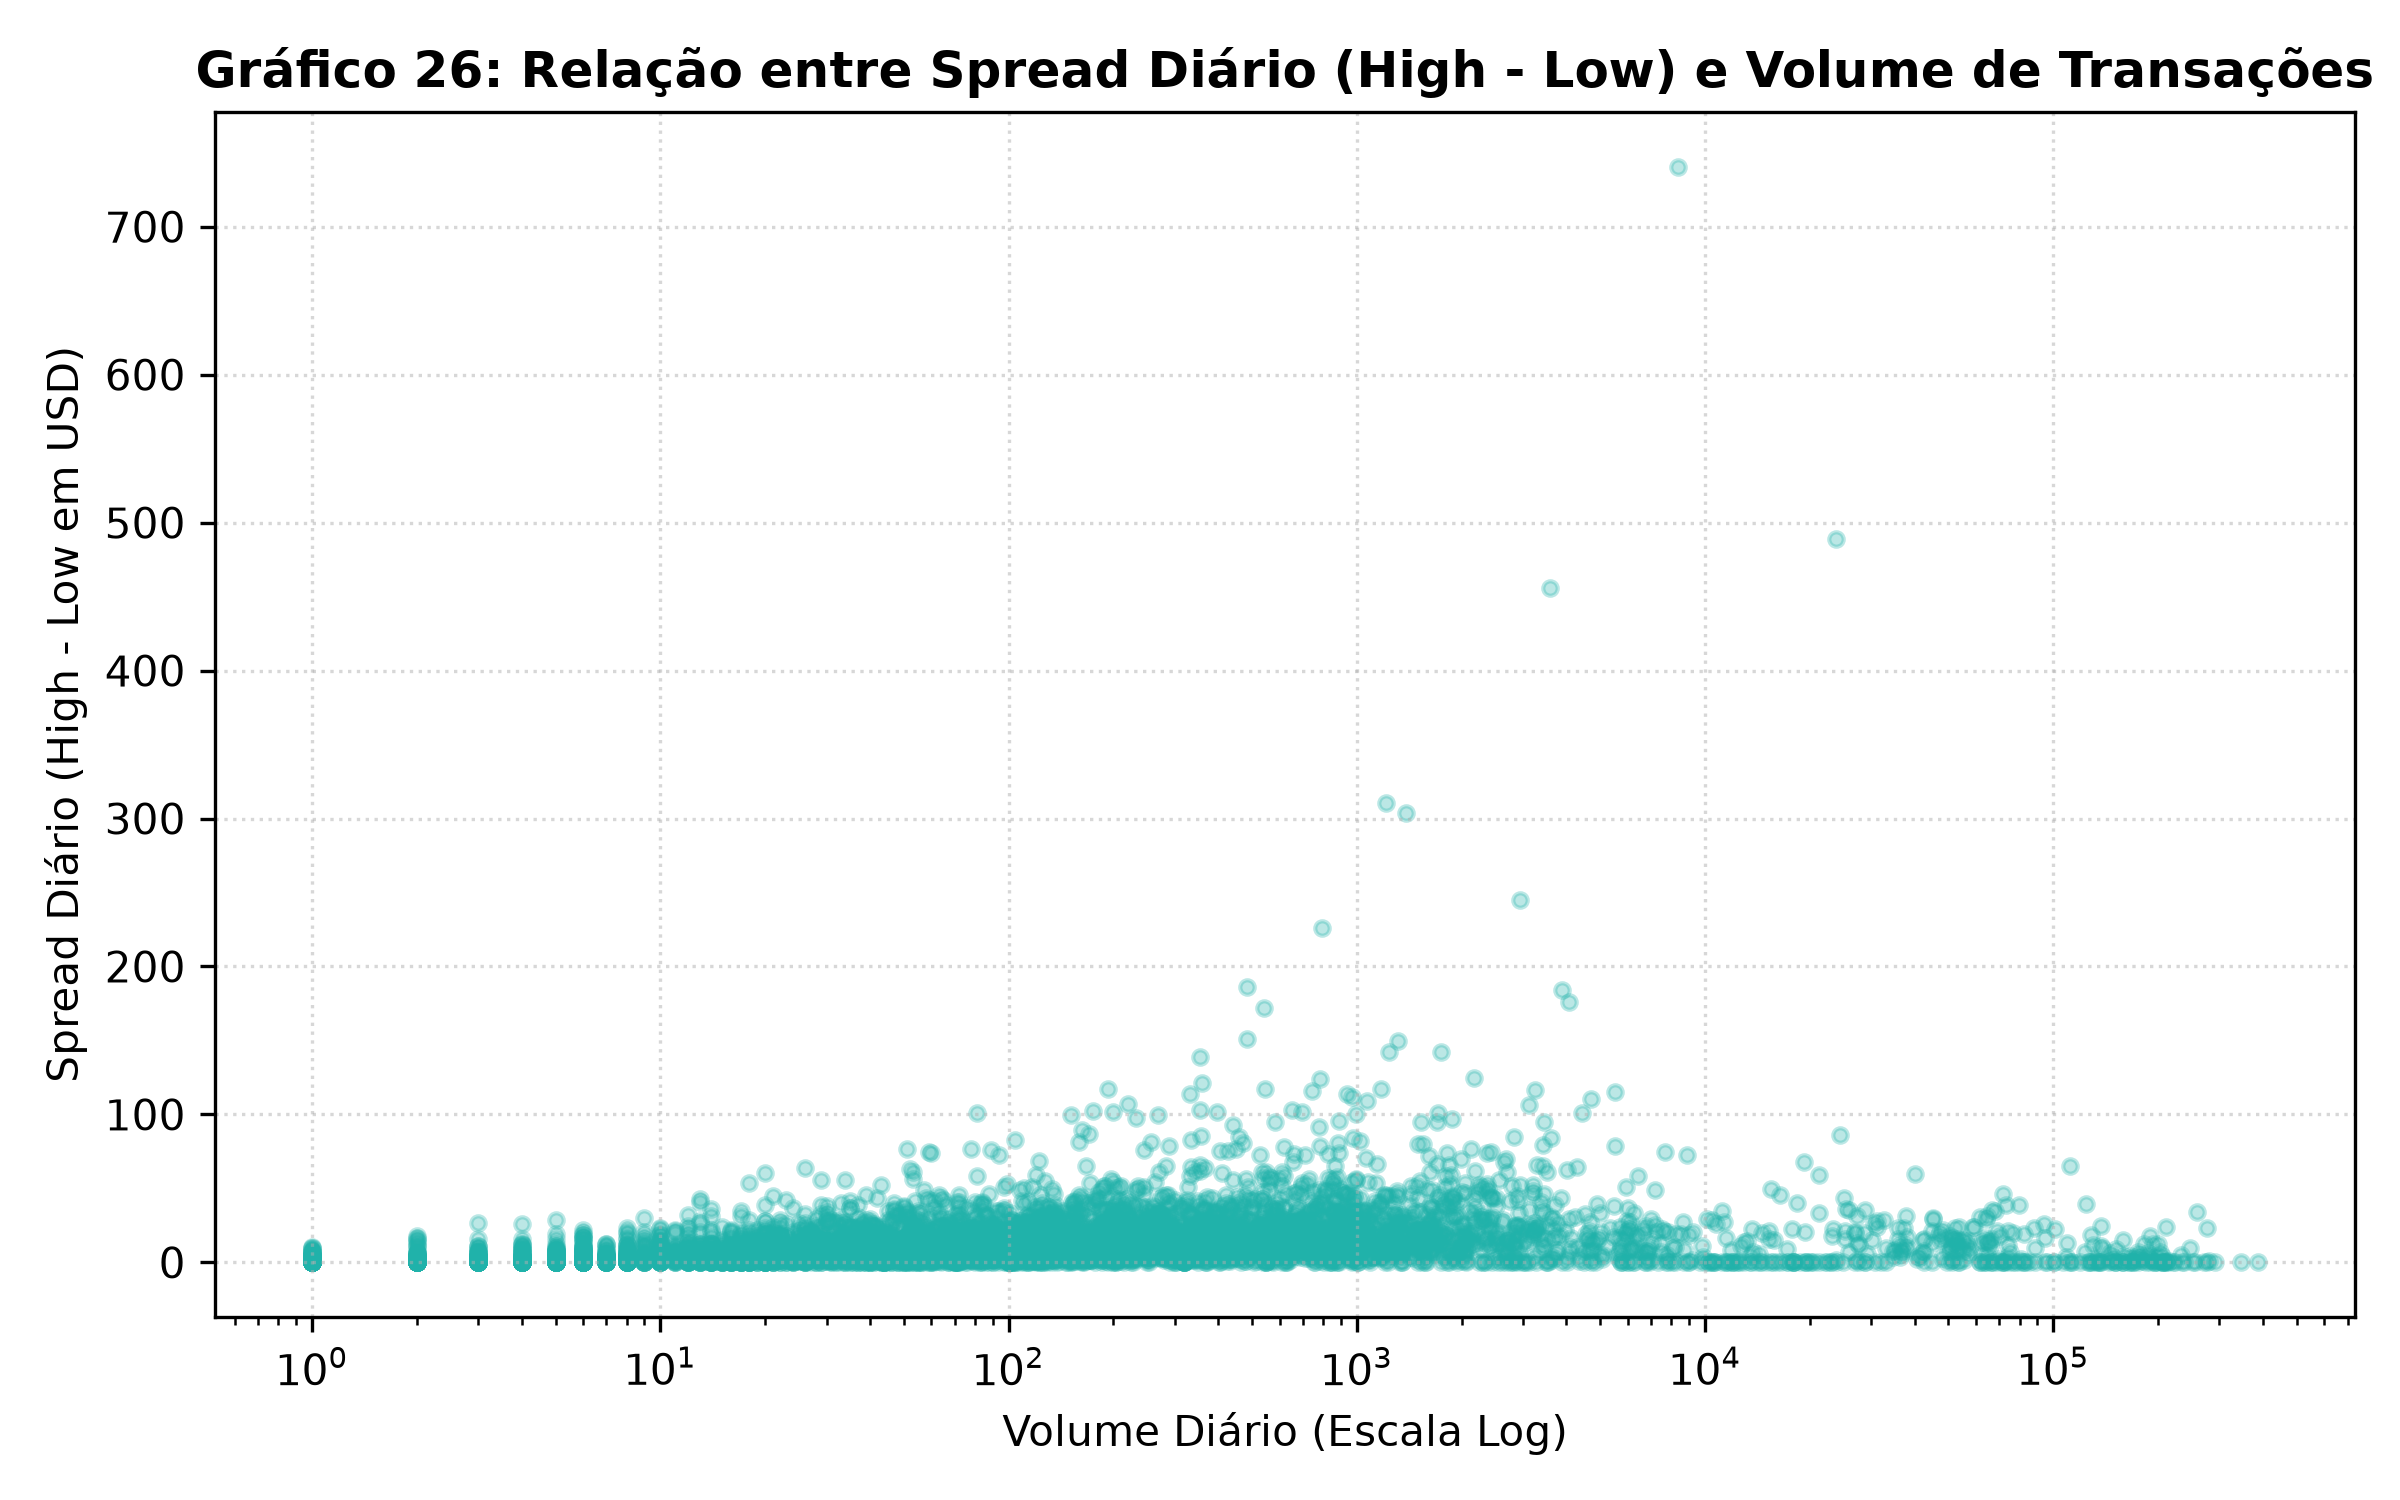 Gráfico 26: Relação entre Spread Diário (High - Low) e Volume de Transações
Spread Diário (High - Low em USD)
700
600
500
400
300
200
100
0
10⁰ 10¹ 10² 10³ 10⁴ 10⁵
Volume Diário (Escala Log)